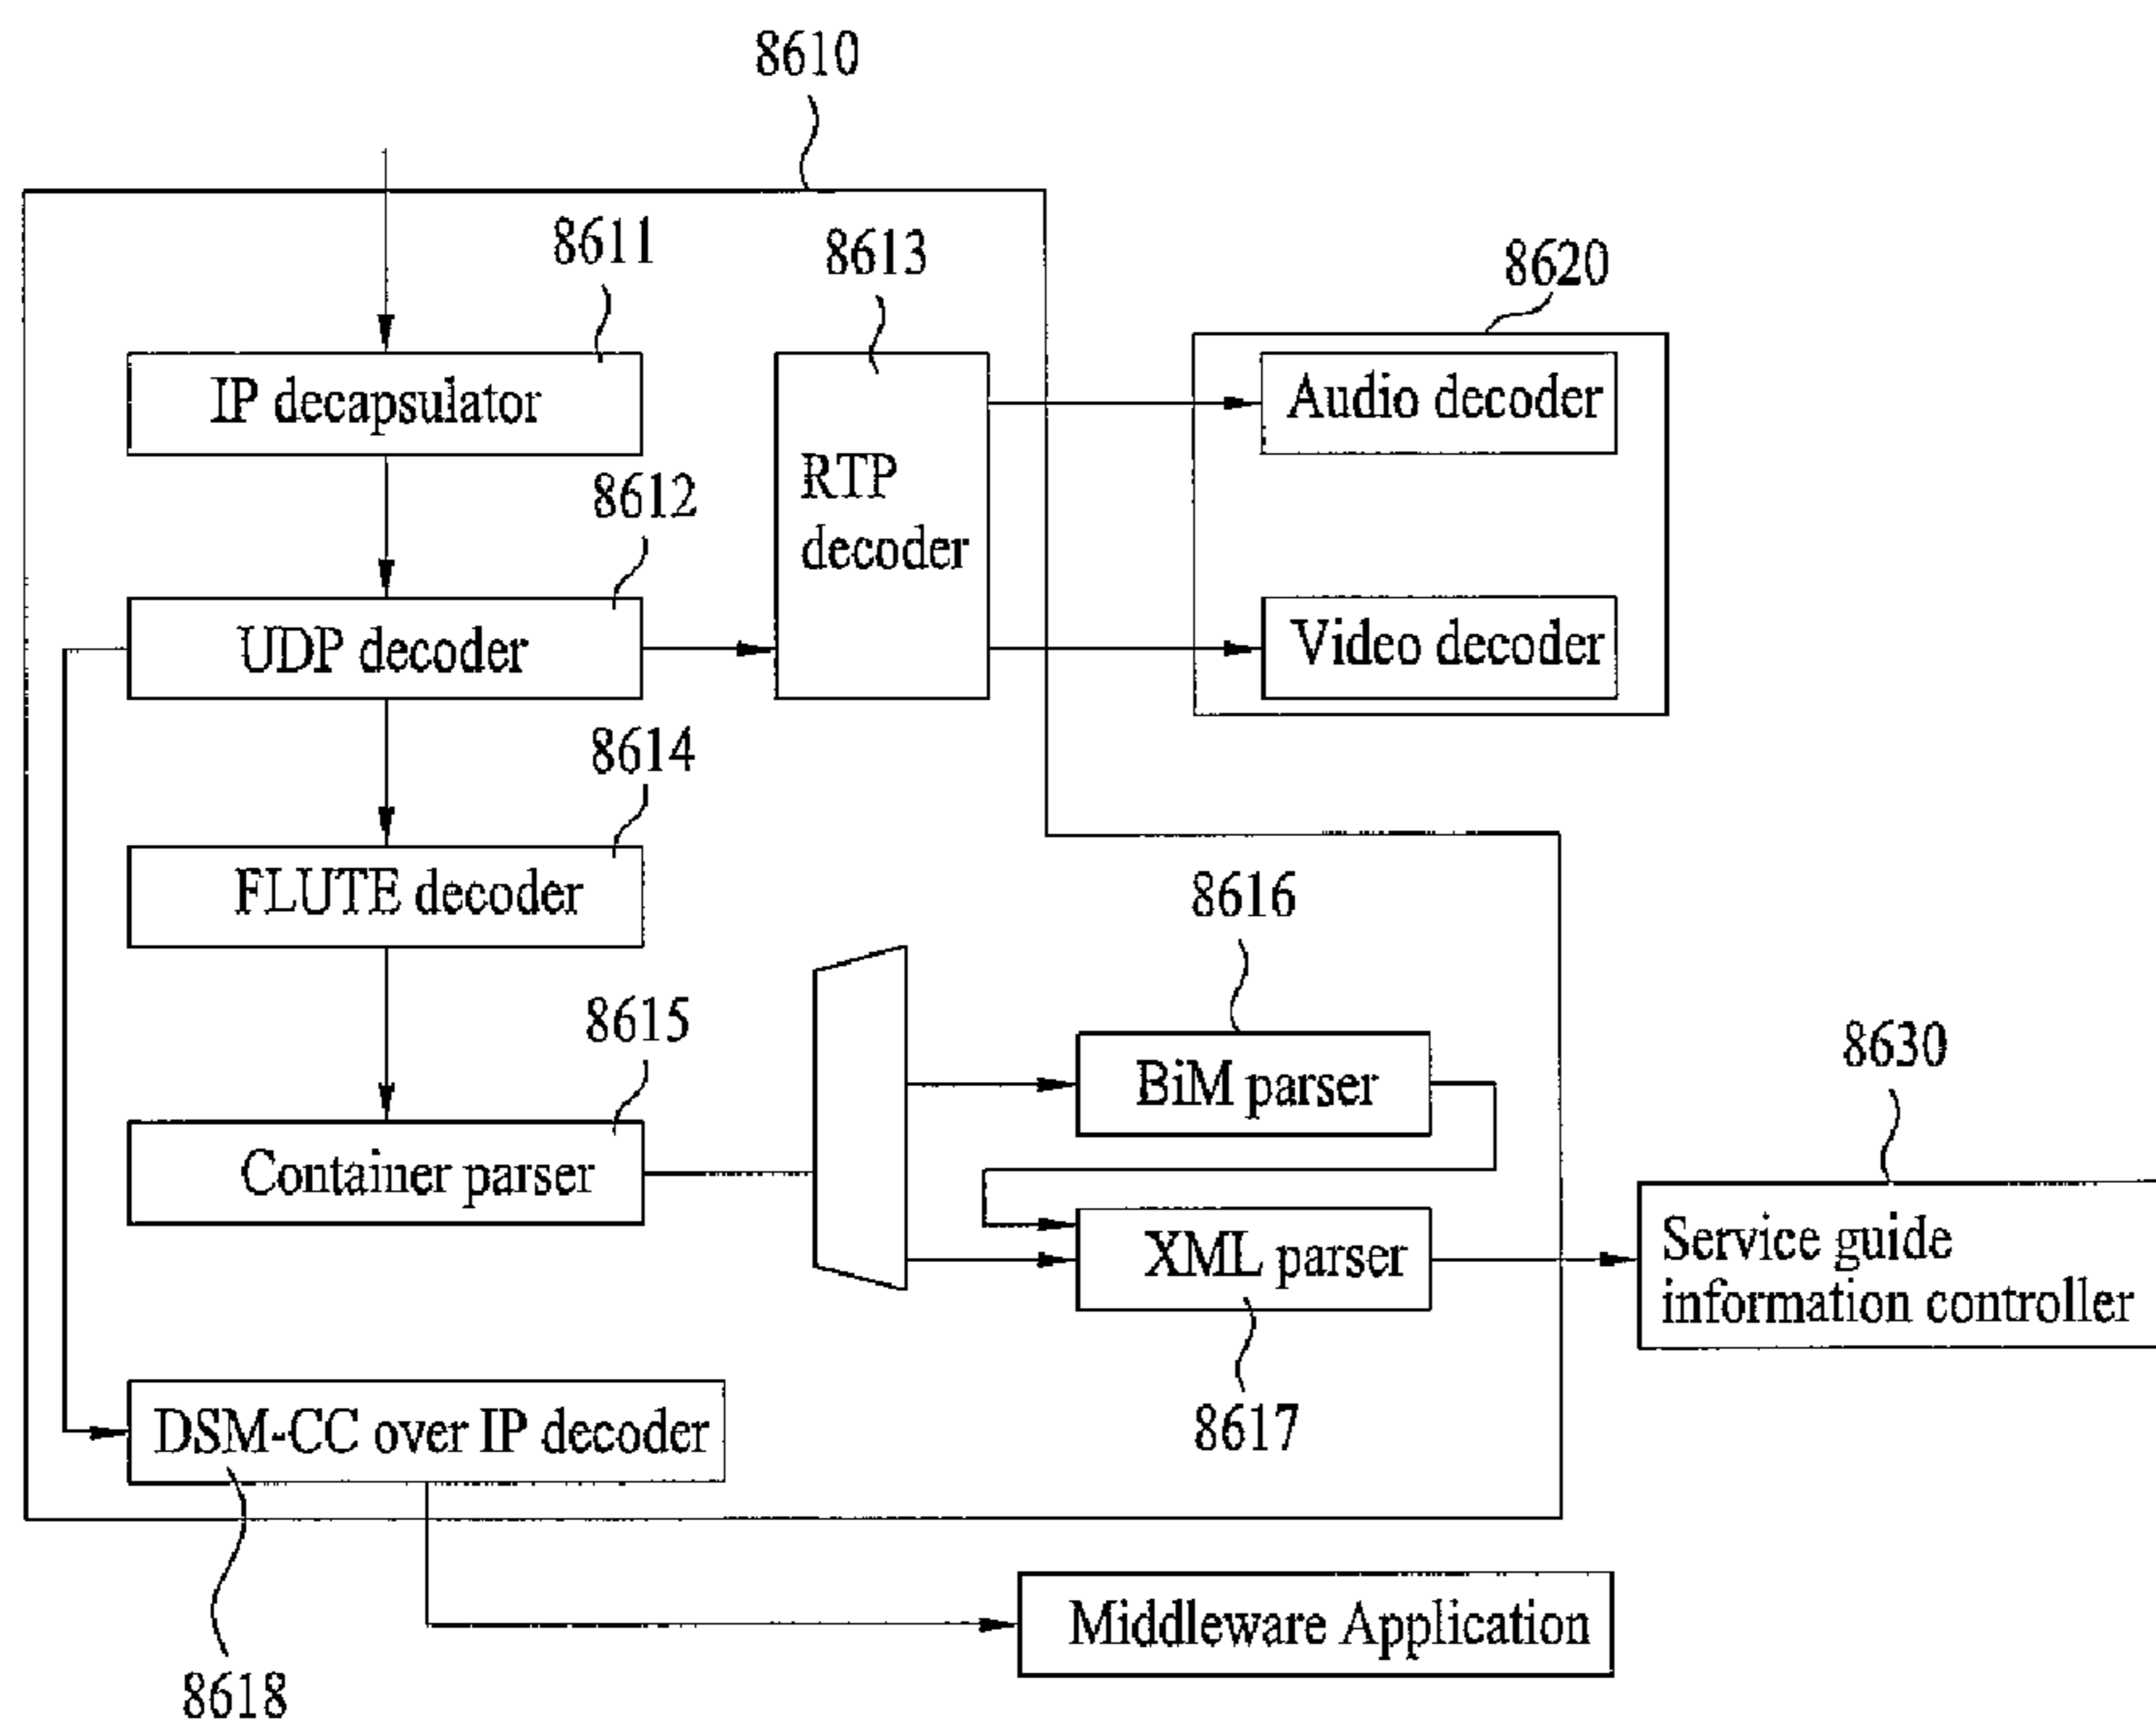 8610
8611
8613
8620
IP decapsulator
Audio decoder
RTP
decoder
8612
UDP decoder
Video decoder
8614
FLUTE decoder
8616
8615
8630
BiM parser
Container parser
XML parser
Service guide
information controller
8617
DSM-CC over IP decoder
Middleware Application
8618